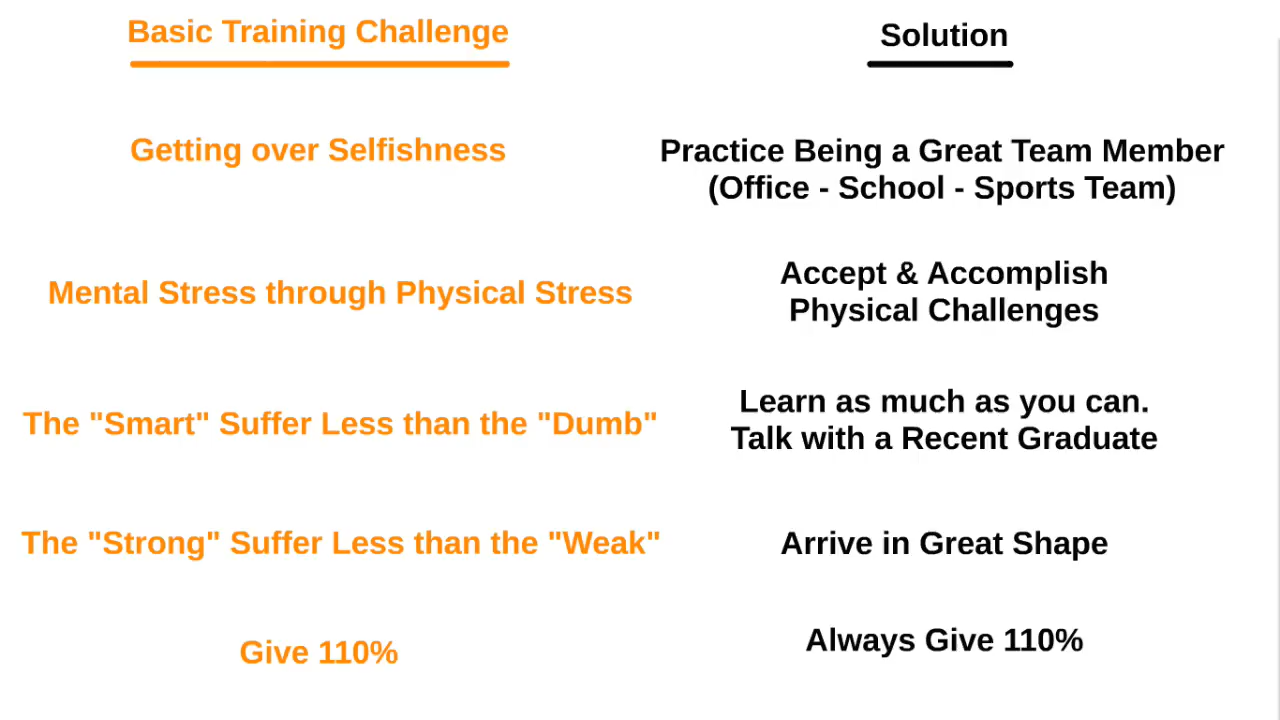 Basic Training Challenge
Solution
Getting over Selfishness
Practice Being a Great Team Member
(Office - School - Sports Team)
Mental Stress through Physical Stress
Accept & Accomplish
Physical Challenges
The "Smart" Suffer Less than the "Dumb"
Learn as much as you can.
Talk with a Recent Graduate
The "Strong" Suffer Less than the "Weak"
Arrive in Great Shape
Give 110%
Always Give 110%